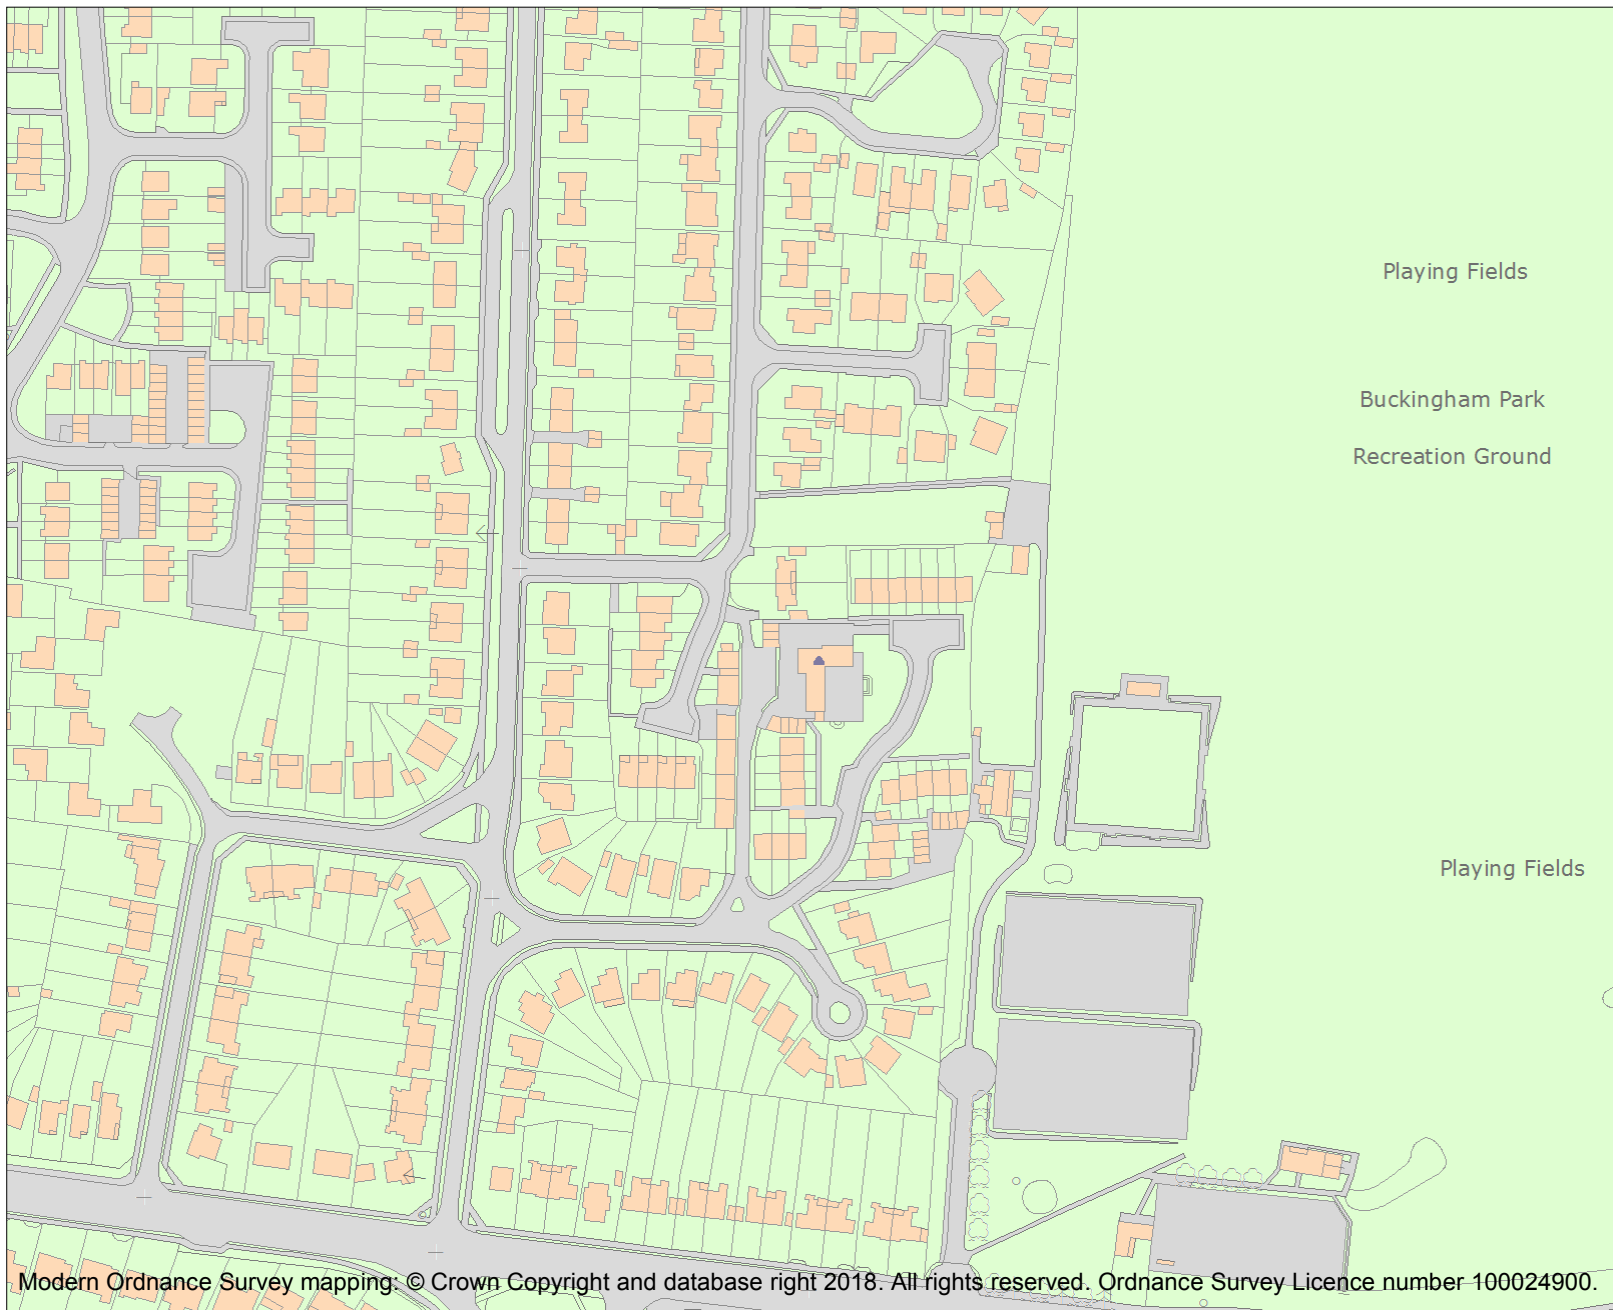 Playing Fields
Buckingham Park
Recreation Ground
Playing Fields
Modern Ordnance Survey mapping: © Crown Copyright and database right 2018. All rights reserved. Ordnance Survey Licence number 100024900.